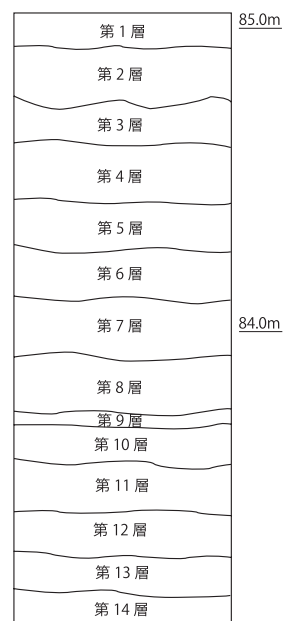 85.0m
第 1 層
第 2 層
第 3 層
第 4 層
第 5 層
第 6 層
第 7 層
84.0m
第 8 層
第 9 層
第 10 層
第 11 層
第 12 層
第 13 層
第 14 層